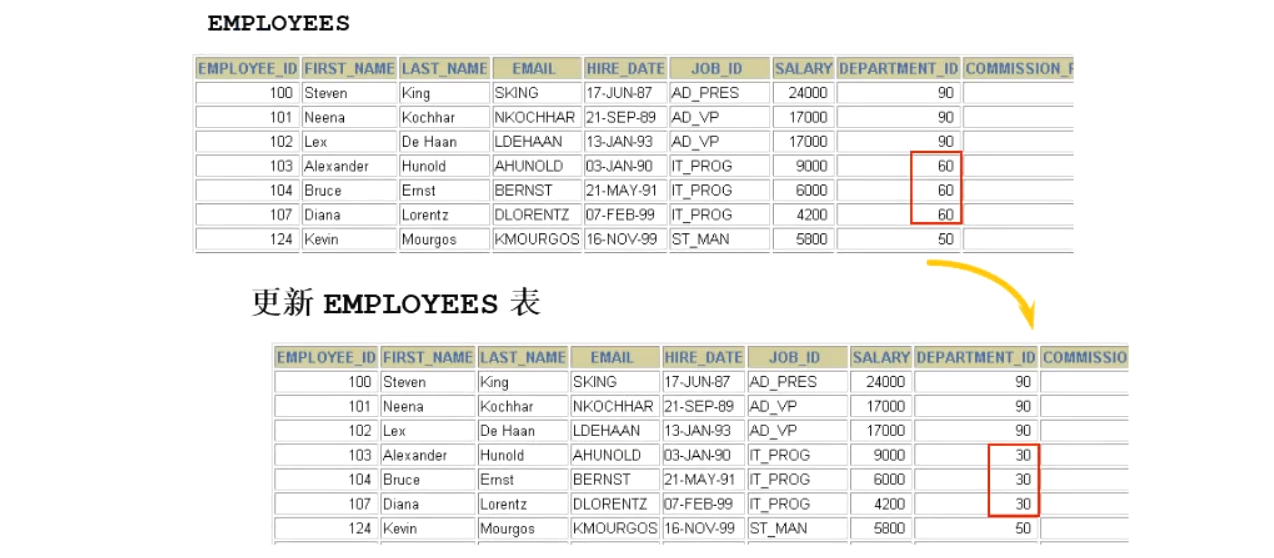 EMPLOYEES
EMPLOYEE_ID FIRST_NAME LAST_NAME EMAIL HIRE_DATE JOB_ID SALARY DEPARTMENT_ID
100 Steven King SKING 17-JUN-87 AD_PRES 24000 90
101 Neena Kochhar NKOCHHAR 21-SEP-89 AD_VP 17000 90
102 Lex De Haan LDEHAAN 13-JAN-93 AD_VP 17000 90
103 Alexander Hunold AHUNOLD 03-JAN-90 IT_PROG 9000 60
104 Bruce Ernst BERNST 21-MAY-91 IT_PROG 6000 60
107 Diana Lorentz DLORENTZ 07-FEB-99 IT_PROG 4200 60
124 Kevin Mourgos KMOURGOS 16-NOV-99 ST_MAN 5800 50
更新 EMPLOYEES 表
EMPLOYEE_ID FIRST_NAME LAST_NAME EMAIL HIRE_DATE JOB_ID SALARY DEPARTMENT_ID COMMISSIO
100 Steven King SKING 17-JUN-87 AD_PRES 24000 90
101 Neena Kochhar NKOCHHAR 21-SEP-89 AD_VP 17000 90
102 Lex De Haan LDEHAAN 13-JAN-93 AD_VP 17000 90
103 Alexander Hunold AHUNOLD 03-JAN-90 IT_PROG 9000 30
104 Bruce Ernst BERNST 21-MAY-91 IT_PROG 6000 30
107 Diana Lorentz DLORENTZ 07-FEB-99 IT_PROG 4200 30
124 Kevin Mourgos KMOURGOS 16-NOV-99 ST_MAN 5800 50